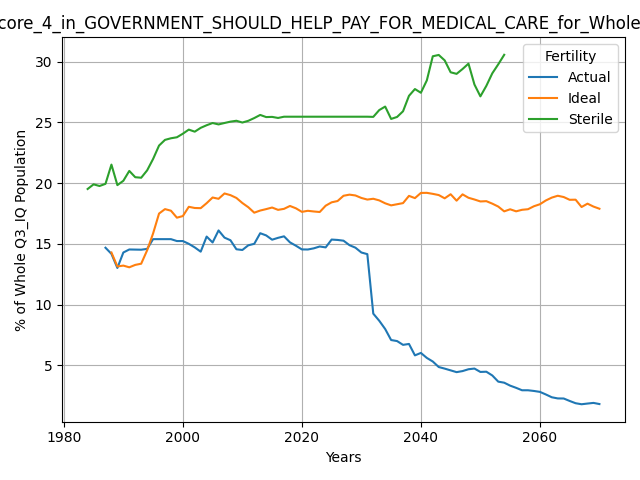 core_4_in_GOVERNMENT_SHOULD_HELP_PAY_FOR_MEDICAL_CARE_for_Whole
Fertility
Actual
Ideal
Sterile
% of Whole Q3_IQ Population
30
25
20
15
10
5
1980 2000 2020 2040 2060
Years